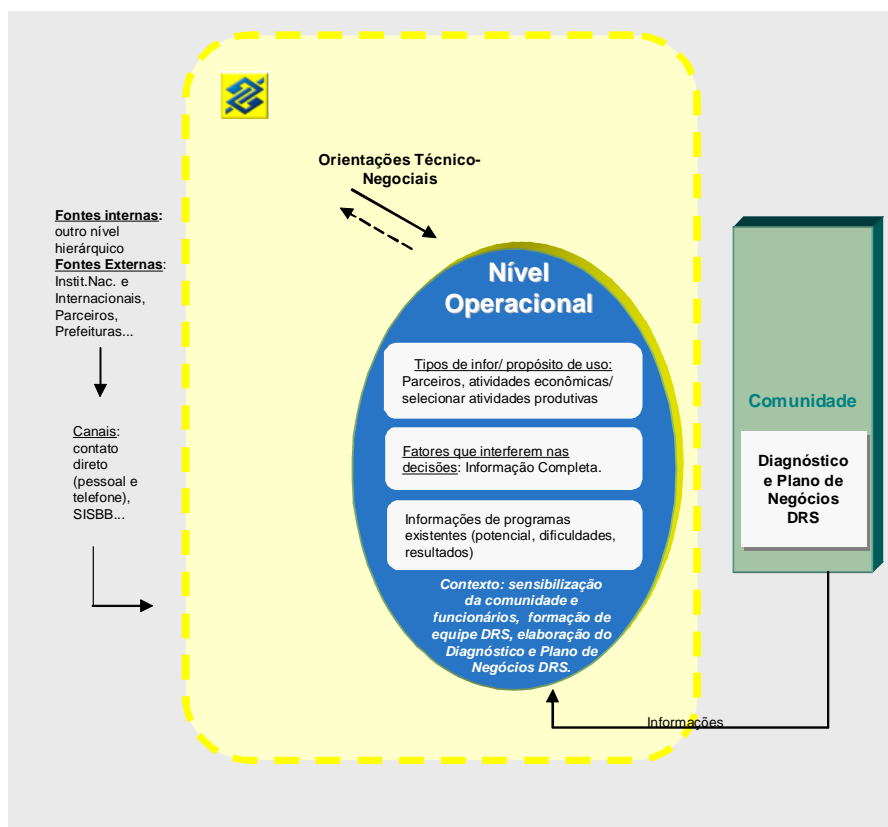 Orientações Técnico-
Negociais
Fontes internas:
outro nível
hierárquico
Fontes Externas:
Instit.Nac. e
Internacionais,
Parceiros,
Prefeituras...
Canais:
contato
direto
(pessoal e
telefone),
SISBB...
Nível
Operacional
Tipos de infor/ propósito de uso:
Parceiros, atividades econômicas/
selecionar atividades produtivas
Fatores que interferem nas
decisões: Informação Completa.
Informações de programas
existentes (potencial, dificuldades,
resultados)
Contexto: sensibilização
da comunidade e
funcionários, formação de
equipe DRS, elaboração do
Diagnóstico e Plano de
Negócios DRS.
Comunidade
Diagnóstico
e Plano de
Negócios
DRS
Informações